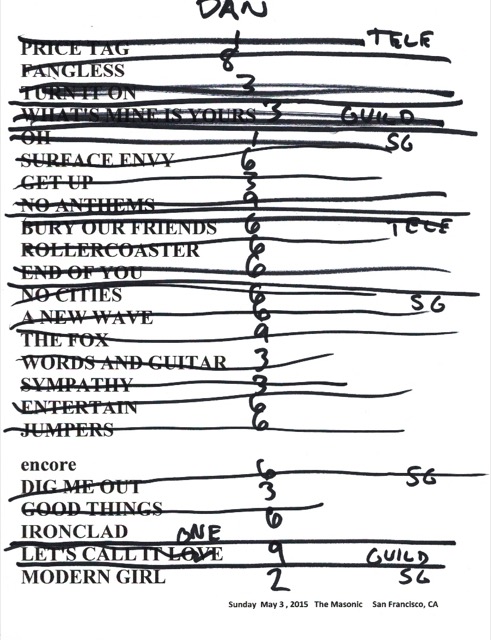 DAN
PRICE TAG 1 TELE
FANGLESS 8
TURN IT ON 3
WHAT'S MINE IS YOURS 3 GUILD
OH 1 SG
SURFACE ENVY 6
GET UP 3
NO ANTHEMS 9
BURY OUR FRIENDS 6 TELE
ROLLERCOASTER 6
END OF YOU 6
NO CITIES 6 SG
A NEW WAVE 6
THE FOX 9
WORDS AND GUITAR 3
SYMPATHY 3
ENTERTAIN 6
JUMPERS 6
encore
DIG ME OUT 6 SG
GOOD THINGS 3
IRONCLAD 6
ONE
LET'S CALL IT LOVE 9 GUILD
MODERN GIRL 2 SG
Sunday May 3 , 2015 The Masonic San Francisco, CA